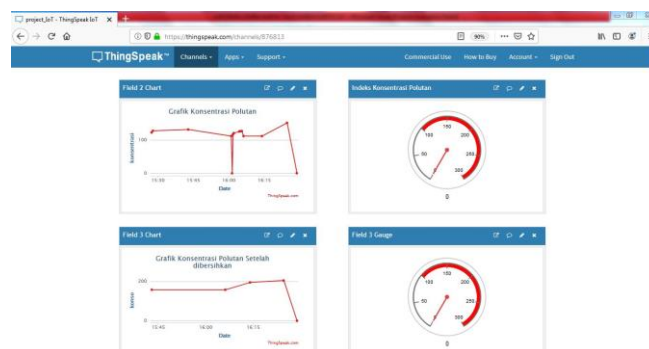 project_IoT - ThingSpeak IoT
https://thingspeak.com/channels/876813
90%
ThingSpeak™ Channels Apps Support Commercial Use How to Buy Account Sign Out
Field 2 Chart
Grafik Konsentrasi Polutan
konsentrasi
100
0
15:30 15:45 16:00 16:15
Date
ThingSpeak.com
Indeks Konsentrasi Polutan
0 50 100 150 200 250 300
0
Field 3 Chart
Grafik Konsentrasi Polutan Setelah
dibersihkan
200
0
15:45 16:00 16:15
Date
ThingSpeak.com
Field 3 Gauge
0 50 100 150 200 250 300
0